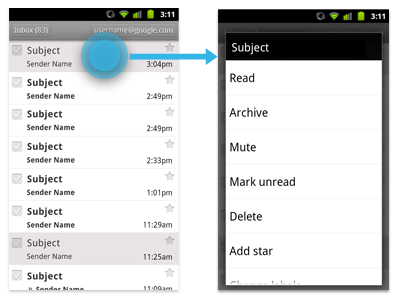 3:11
Inbox (83) username@google.com
Subject
Sender Name 3:04pm
Subject
Sender Name 2:49pm
Subject
Sender Name 2:49pm
Subject
Sender Name 2:33pm
Subject
Sender Name 1:01pm
Subject
Sender Name 11:29am
Subject
Sender Name 11:25am
Subject
» Sender Name 11:09am
3:11
Subject
Read
Archive
Mute
Mark unread
Delete
Add star
Change labels